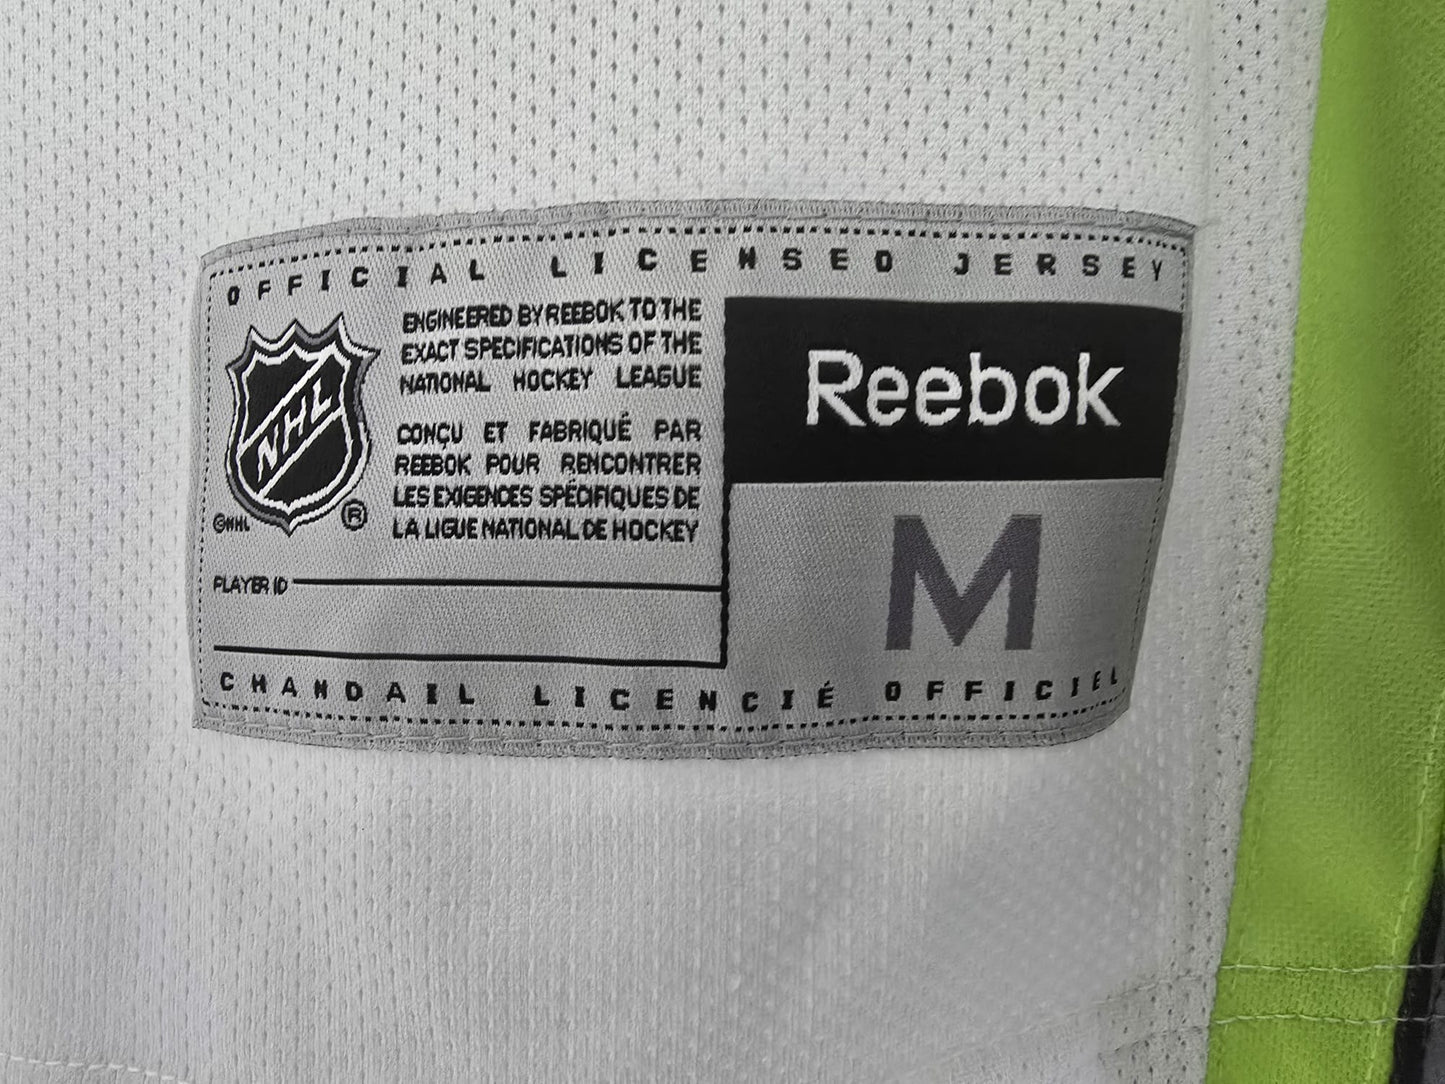 OFFICIAL LICENSED JERSEY
NHL
©NHL
®
ENGINEERED BY REEBOK TO THE
EXACT SPECIFICATIONS OF THE
NATIONAL HOCKEY LEAGUE
CONÇU ET FABRIQUÉ PAR
REEBOK POUR RENCONTRER
LES EXIGENCES SPÉCIFIQUES DE
LA LIGUE NATIONAL DE HOCKEY
Reebok
M
PLAYER ID
CHANDAIL LICENCIÉ OFFICIEL